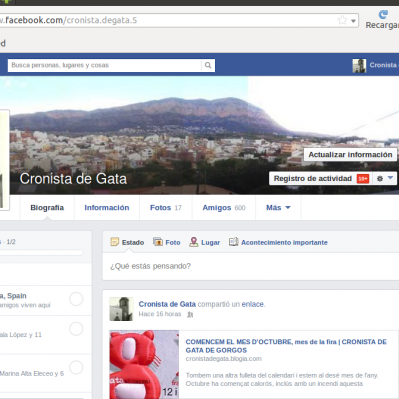 w.facebook.com/cronista.degata.5
Recargar
d
Busca personas, lugares y cosas
Cronista
Cronista de Gata
Actualizar información
Registro de actividad
Biografía Información Fotos 17 Amigos 600 Más
1/2
Estado Foto Lugar Acontecimiento importante
¿Qué estás pensando?
a, Spain
amigos viven aquí
Cronista de Gata compartió un enlace.
Hace 16 horas
ala López y 11
COMENCEM EL MES D'OCTUBRE, mes de la fira | CRONISTA DE
GATA DE GORGOS
cronistadegata.blogia.com
Marina Alta Eleceo y 6
Tombem una altra fulleta del calendari i estem al desé mes de l'any.
Octubre ha començat calorós, inclús amb un incendi aquesta
12 i